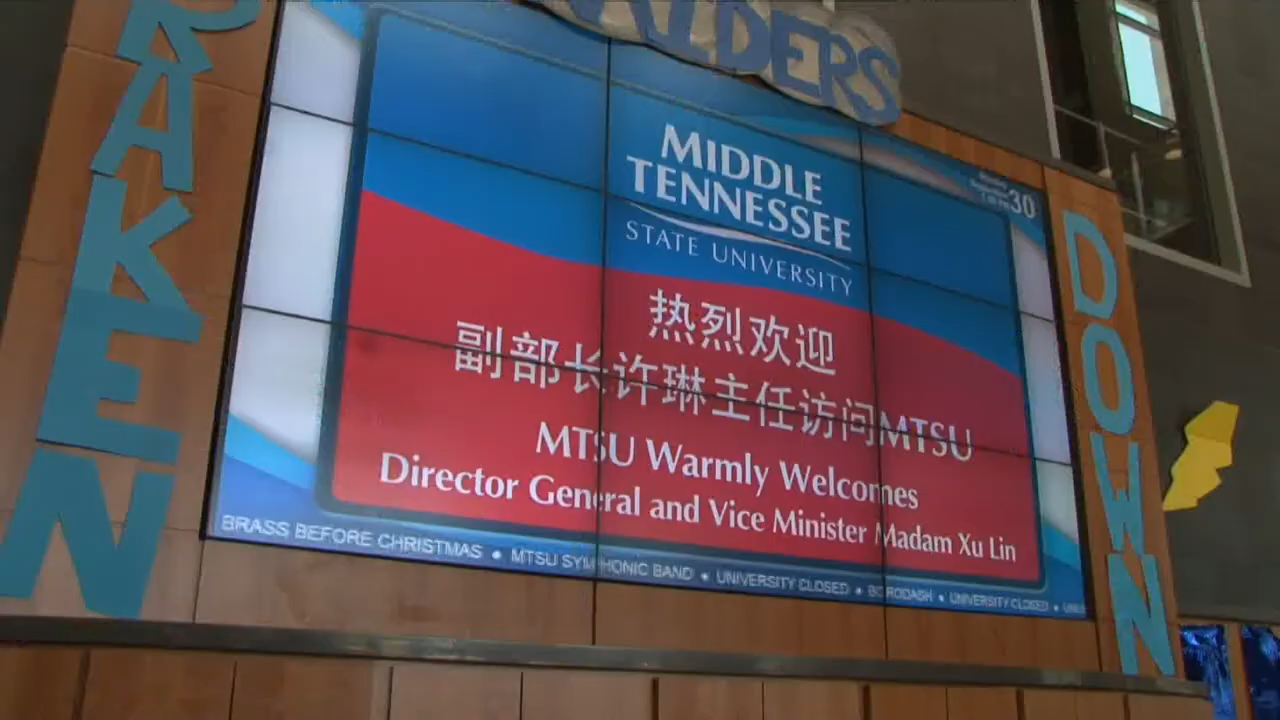 RAIDERS
MIDDLE
TENNESSEE
STATE UNIVERSITY
30
热烈欢迎
副部长许琳主任访问MTSU
MTSU Warmly Welcomes
Director General and Vice Minister Madam Xu Lin
BRASS BEFORE CHRISTMAS • MTSU SYMPHONIC BAND • UNIVERSITY CLOSED • BORODASH • UNIVERSITY CLOSED •
RAKEN
DOWN